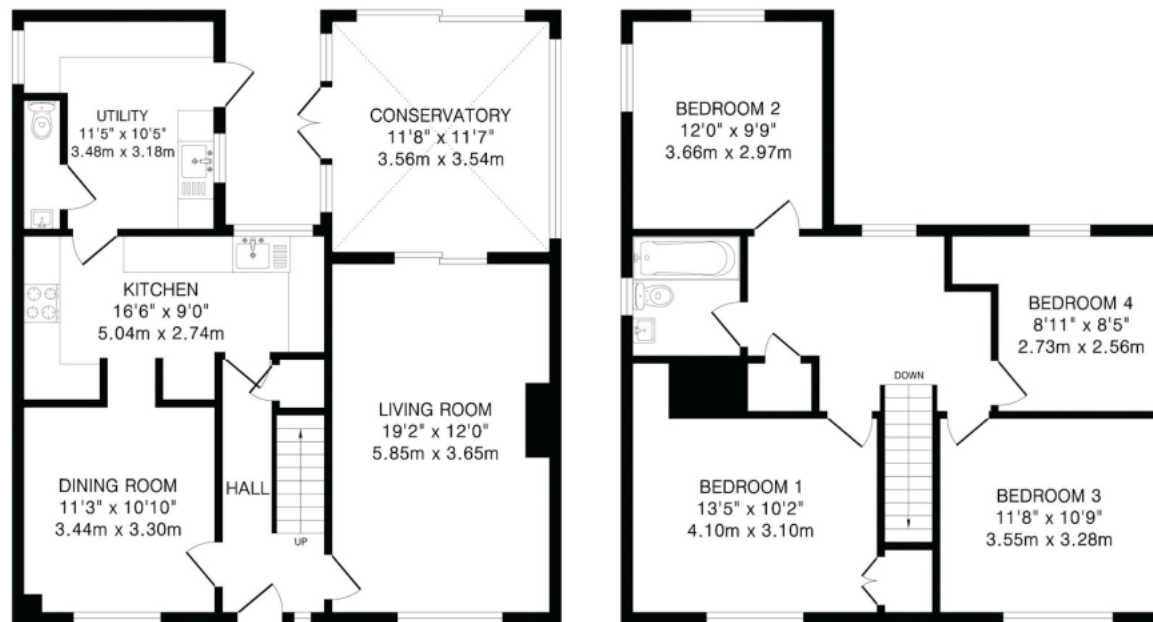 UTILITY
11'5" x 10'5"
3.48m x 3.18m
CONSERVATORY
11'8" x 11'7"
3.56m x 3.54m
KITCHEN
16'6" x 9'0"
5.04m x 2.74m
LIVING ROOM
19'2" x 12'0"
5.85m x 3.65m
DINING ROOM
11'3" x 10'10"
3.44m x 3.30m
HALL
UP
BEDROOM 2
12'0" x 9'9"
3.66m x 2.97m
BEDROOM 4
8'11" x 8'5"
2.73m x 2.56m
DOWN
BEDROOM 1
13'5" x 10'2"
4.10m x 3.10m
BEDROOM 3
11'8" x 10'9"
3.55m x 3.28m